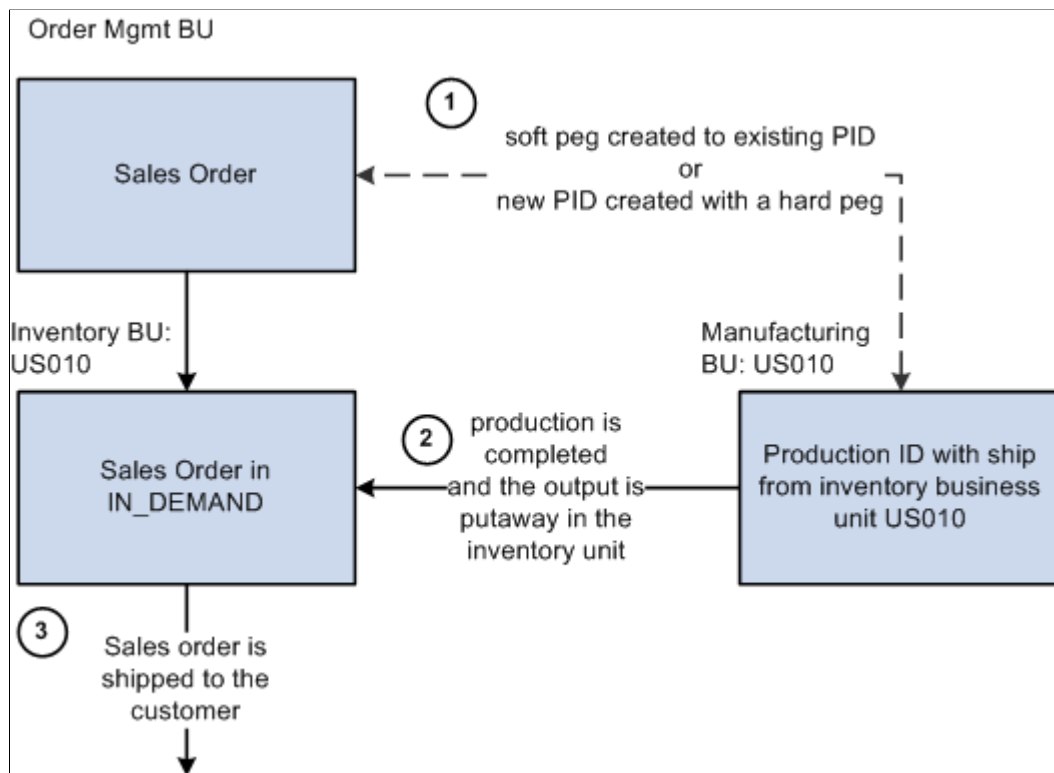 Order Mgmt BU
Sales Order
1
soft peg created to existing PID
or
new PID created with a hard peg
Inventory BU:
US010
Manufacturing
BU: US010
Sales Order in
IN_DEMAND
2
production is
completed
and the output is
putaway in the
inventory unit
Production ID with ship
from inventory business
unit US010
3
Sales order is
shipped to the
customer